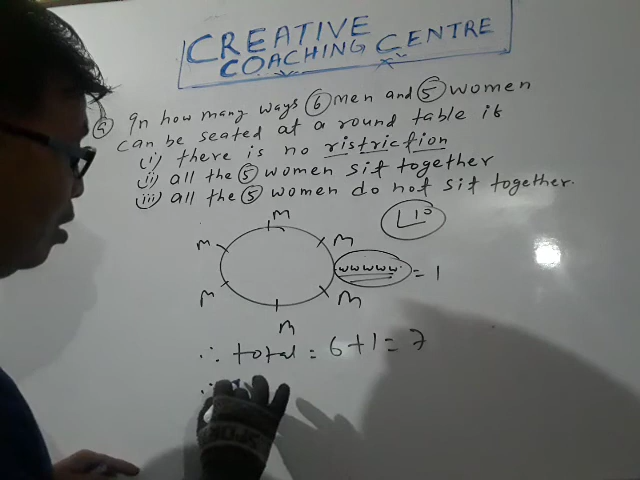 CREATIVE
COACHING CENTRE
Q In how many ways 6 men and 5 women
can be seated at a round table if
(i) there is no ristriction
(ii) all the 5 women sit together
(iii) all the 5 women do not sit together.
L10
M
M
M
wwwww = 1
M
M
M
∴ total = 6+1 = 7
∴